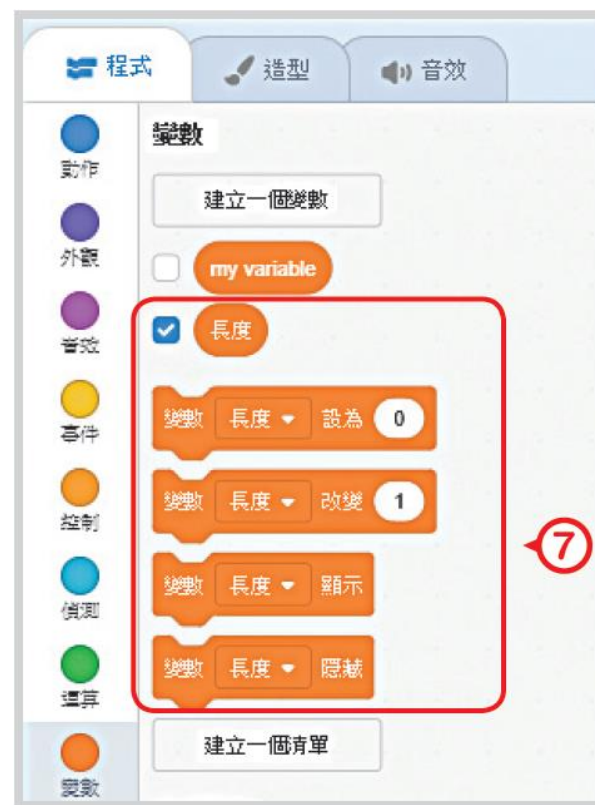 程式 造型 音效
動作
外觀
音效
事件
控制
偵測
運算
變數
變數
建立一個變數
my variable
長度
變數 長度 設為 0
變數 長度 改變 1
變數 長度 顯示
變數 長度 隱藏
建立一個清單
7